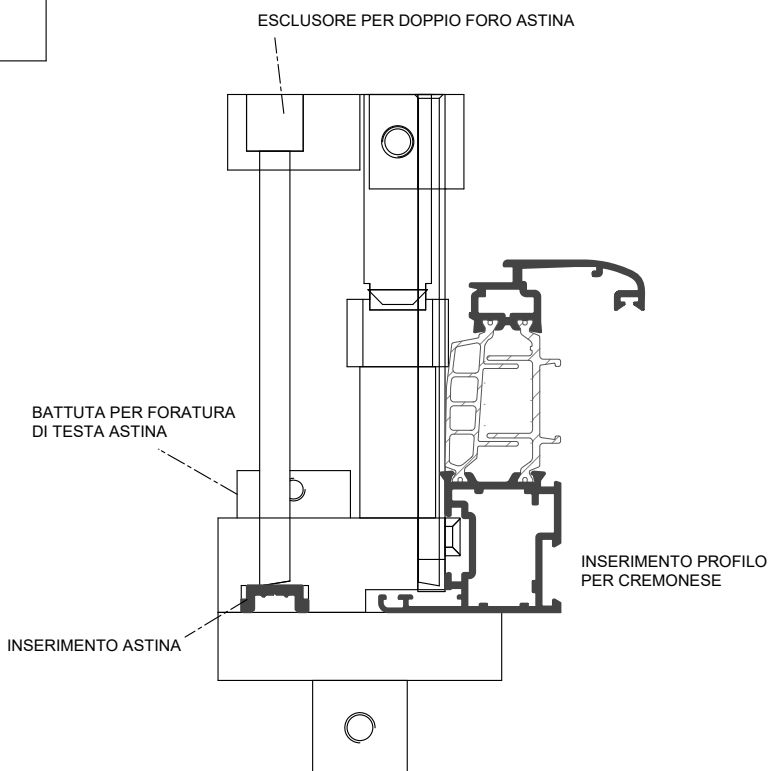 ESCLUSORE PER DOPPIO FORO ASTINA
BATTUTA PER FORATURA
DI TESTA ASTINA
INSERIMENTO PROFILO
PER CREMONESE
INSERIMENTO ASTINA